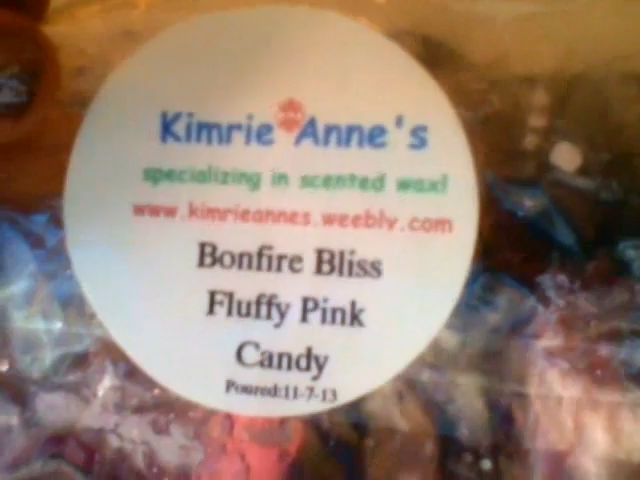 Kimrie Anne's
specializing in scented wax!
www.kimrieannes.weebly.com
Bonfire Bliss
Fluffy Pink
Candy
Poured:11-7-13